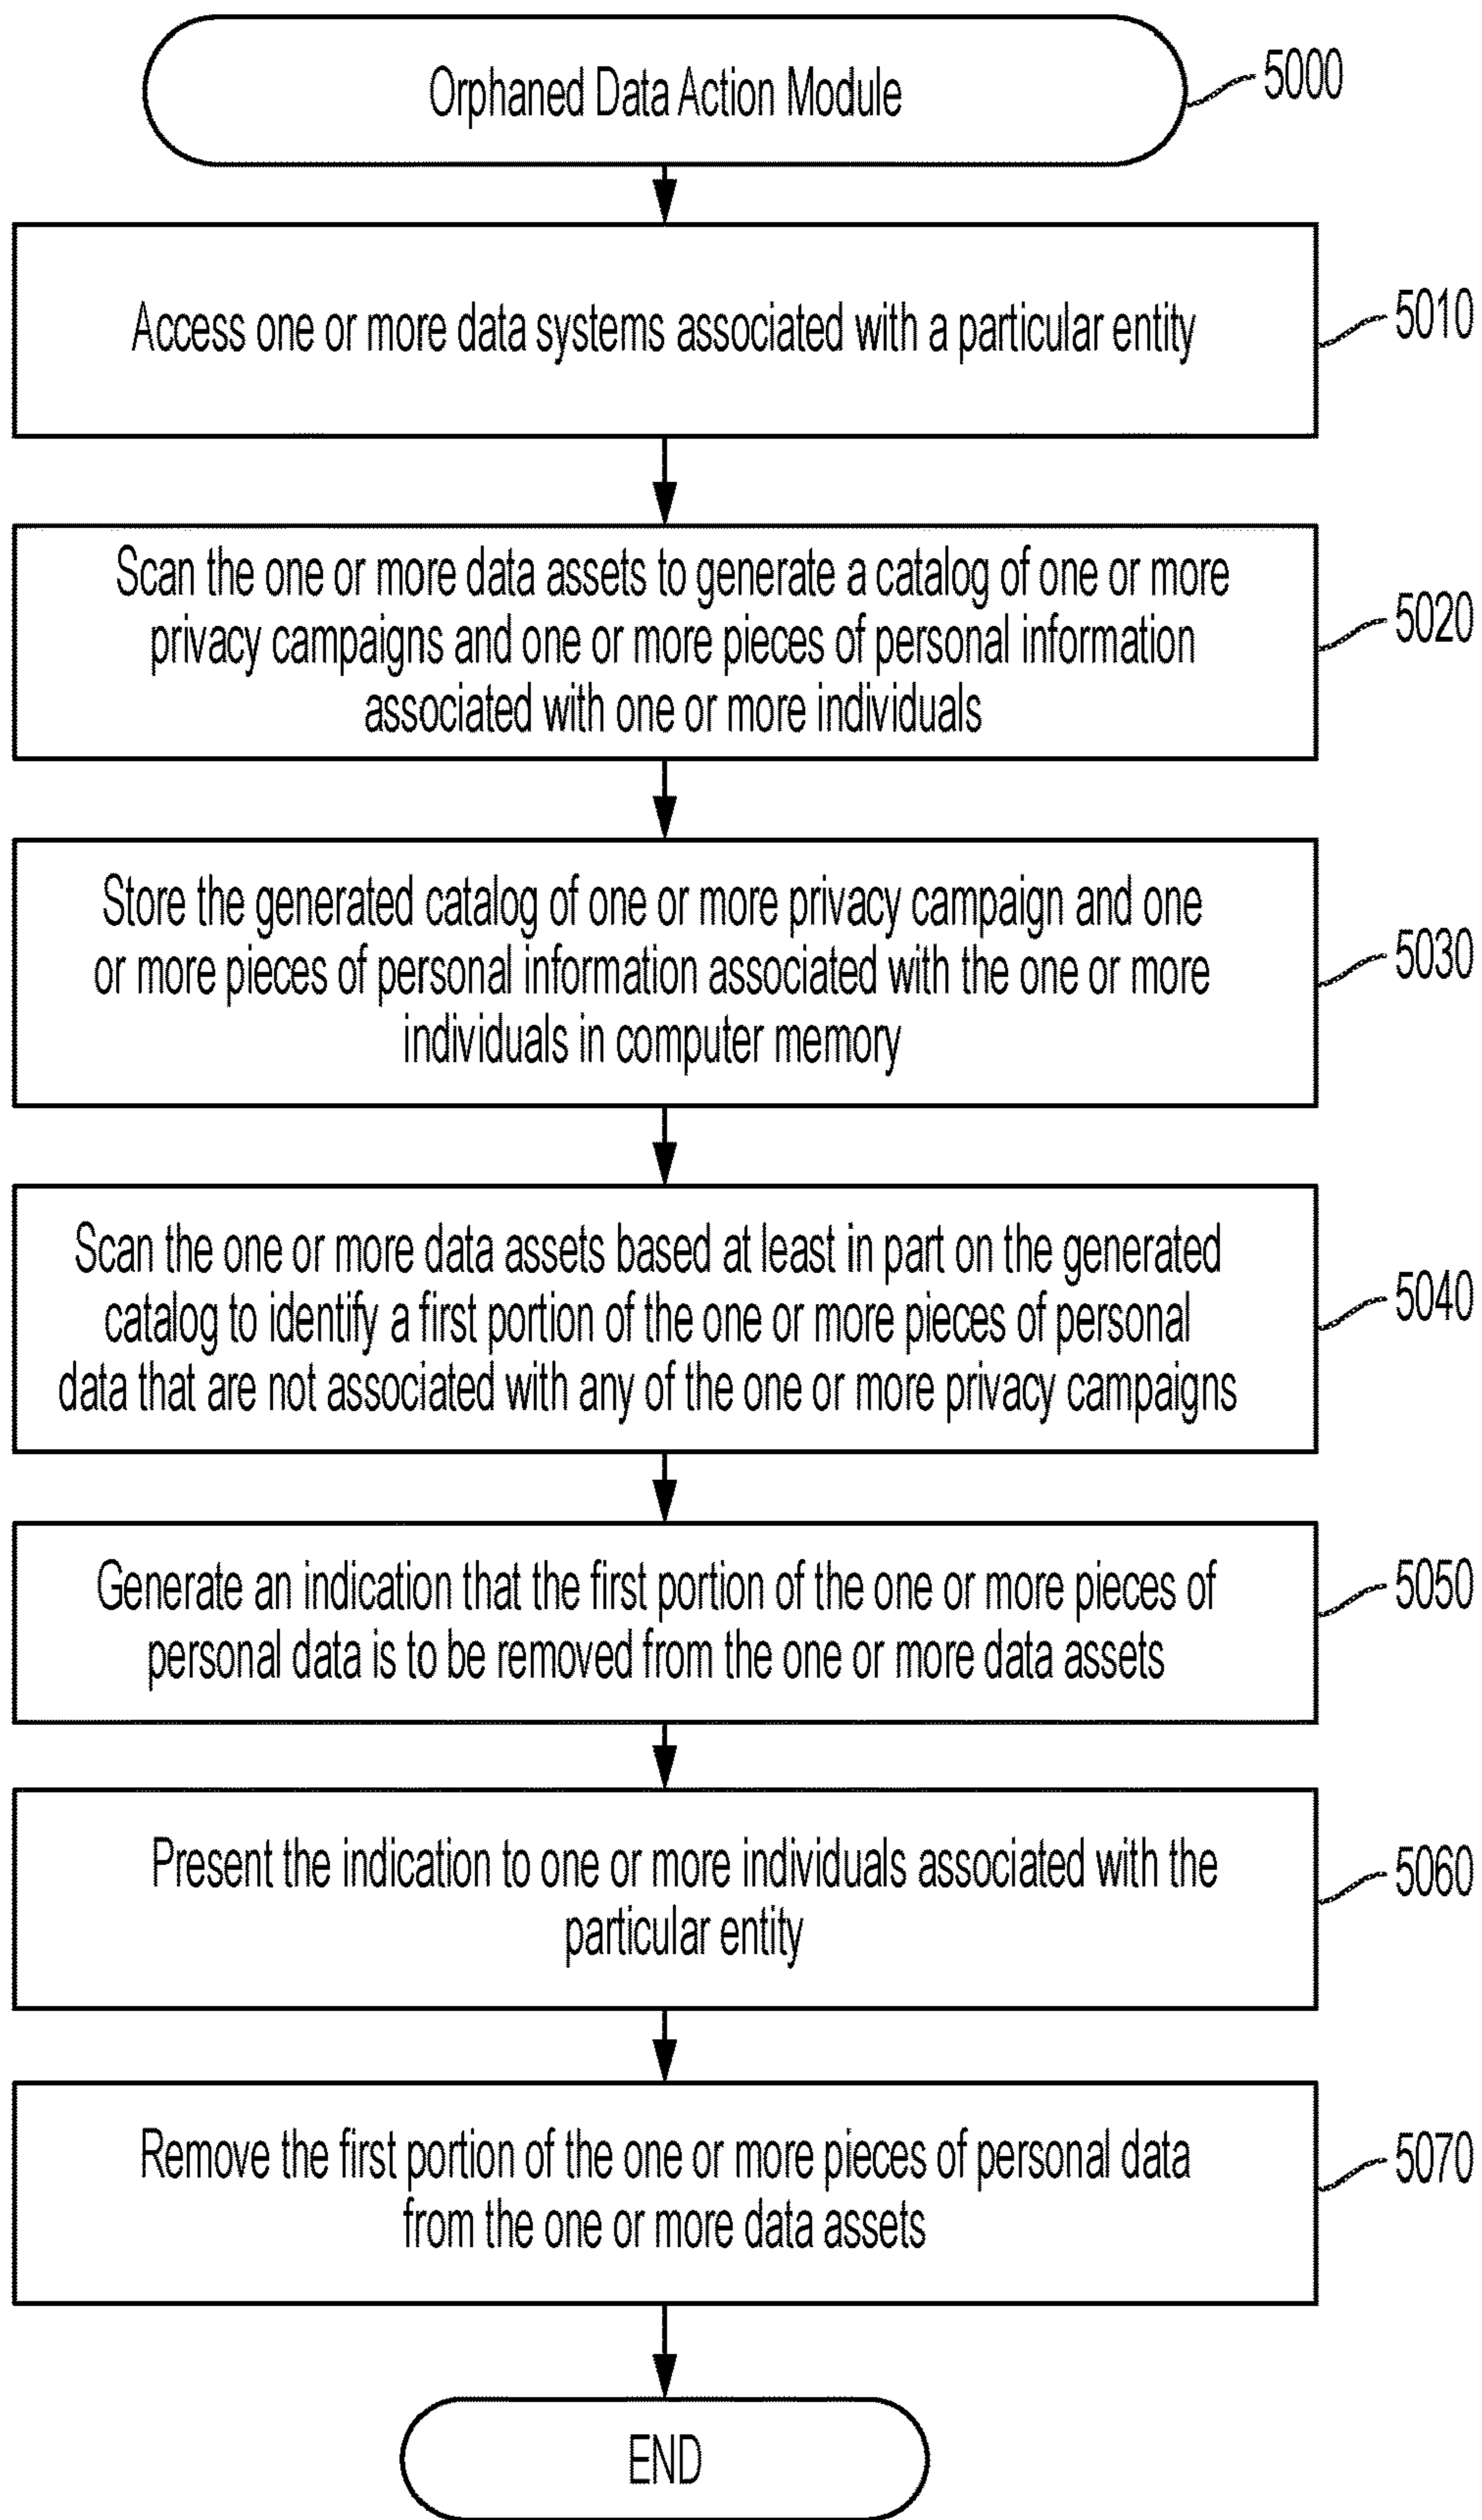 Orphaned Data Action Module
5000
Access one or more data systems associated with a particular entity
5010
Scan the one or more data assets to generate a catalog of one or more
privacy campaigns and one or more pieces of personal information
associated with one or more individuals
5020
Store the generated catalog of one or more privacy campaign and one
or more pieces of personal information associated with the one or more
individuals in computer memory
5030
Scan the one or more data assets based at least in part on the generated
catalog to identify a first portion of the one or more pieces of personal
data that are not associated with any of the one or more privacy campaigns
5040
Generate an indication that the first portion of the one or more pieces of
personal data is to be removed from the one or more data assets
5050
Present the indication to one or more individuals associated with the
particular entity
5060
Remove the first portion of the one or more pieces of personal data
from the one or more data assets
5070
END